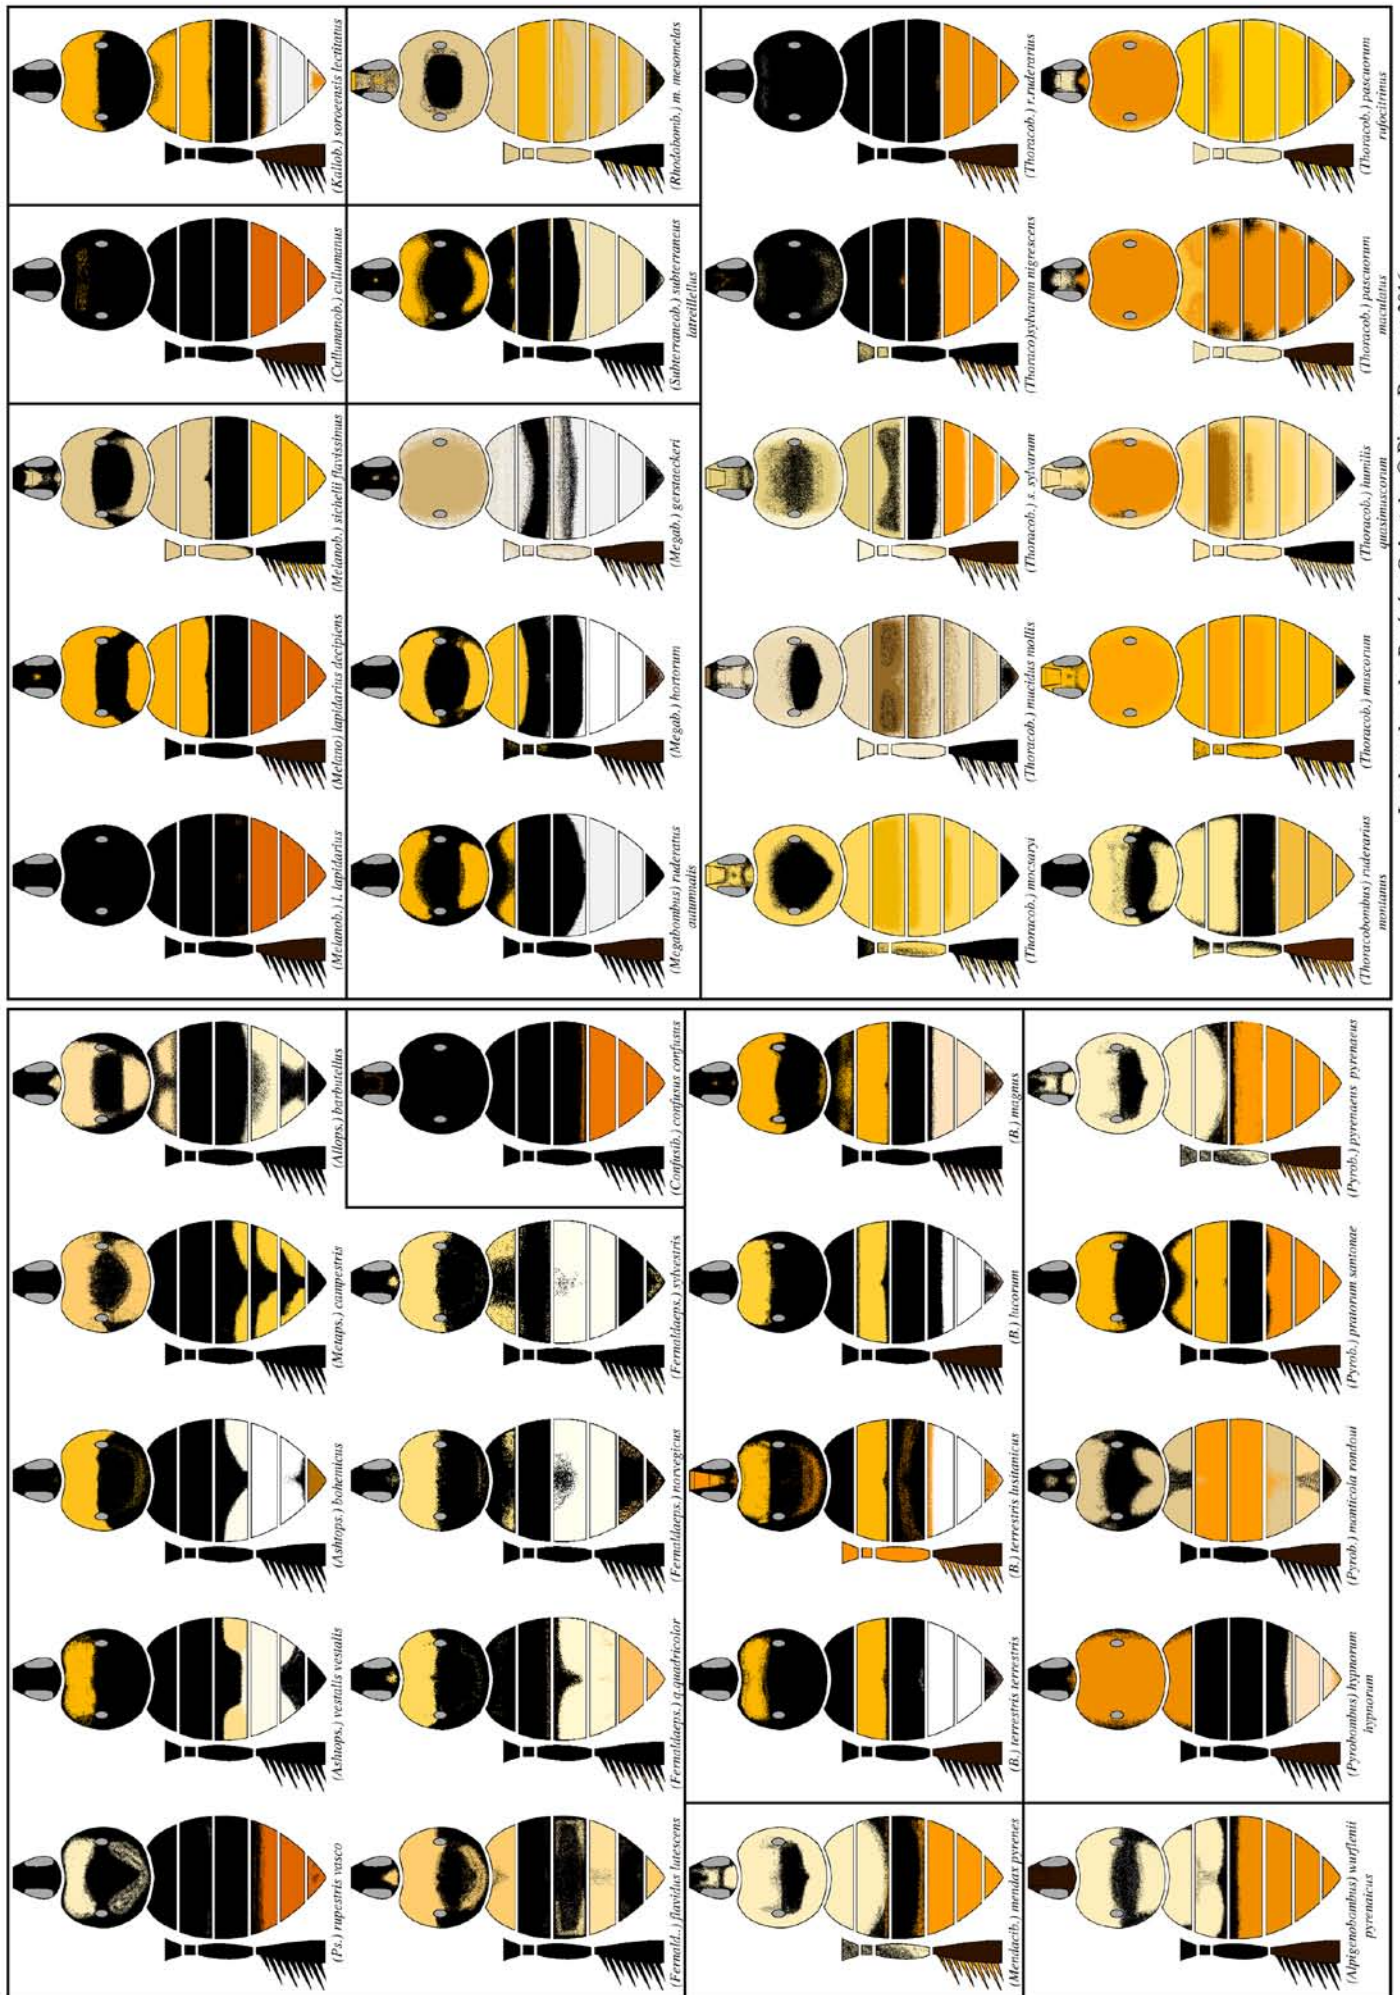 (Ps.) rupestris vasco
(Ashtops.) vestalis vestalis
(Ashtops.) bohemicus
(Metaps.) campestris
(Allops.) barbutellus
(Melanob.) l. lapidarius
(Melano) lapidarius decipiens
(Melanob.) sichelii flavissimus
(Cullumanob.) cullumanus
(Kallob.) soroeensis lectitatus
(Fernald..) flavidus lutescens
(Fernaldaeps.) q.quadricolor
(Fernaldaeps.) norvegicus
(Fernaldaeps.) sylvestris
(Confusib.) confusus confusus
(Megabombus) ruderatus
autumnalis
(Megab.) hortorum
(Megab.) gerstaeckeri
(Subterraneob.) subterraneus
latreillellus
(Rhodobomb.) m. mesomelas
(Mendacib.) mendax pyrenes
(B.) terrestris terrestris
(B.) terrestris lusitanicus
(B.) lucorum
(B.) magnus
(Thoracob.) mocsaryi
(Thoracob.) mucidus mollis
(Thoracob.) s. sylvarum
(Thoraco)sylvarum nigrescens
(Thoracob.) r.ruderarius
(Alpigenobombus) wurflenii
pyrenaicus
(Pyrobombus) hypnorum
hypnorum
(Pyrob.) monticola rondoui
(Pyrob.) pratorum santonae
(Pyrob.) pyrenaeus pyrenaeus
(Thoracobombus) ruderarius
montanus
(Thoracob.) muscorum
(Thoracob.) humilis
quasimuscorum
(Thoracob.) pascuorum
maculatus
(Thoracob.) pascuorum
rufocitrinus